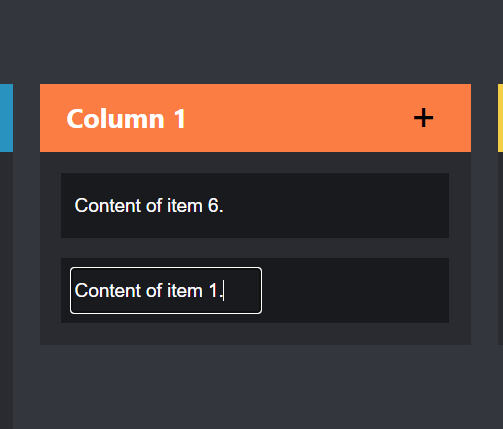 Column 1 +
Content of item 6.
Content of item 1.